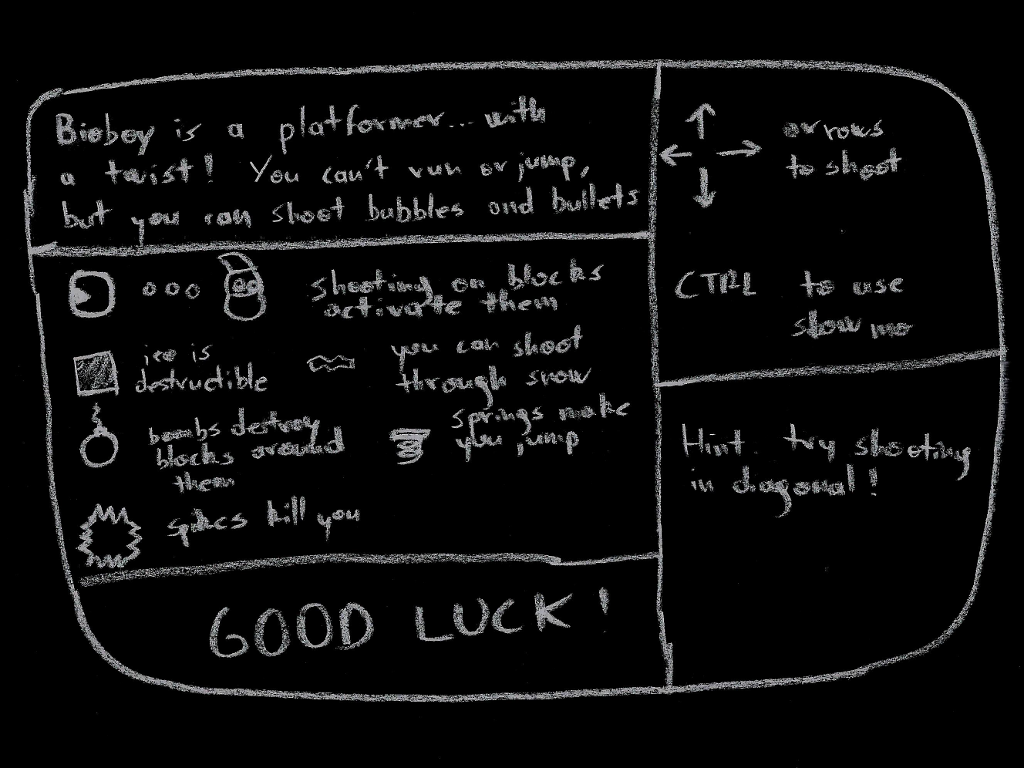 Bioboy is a platformer... with
a twist! You can't run or jump,
but you can shoot bubbles and bullets
shooting on blocks
activate them
ice is
destructible
you can shoot
through snow
bombs destroy
blocks around
them
springs make
you jump
spikes kill you
GOOD LUCK!
arrows
to shoot
CTRL to use
slow mo
Hint. try shooting
in diagonal!